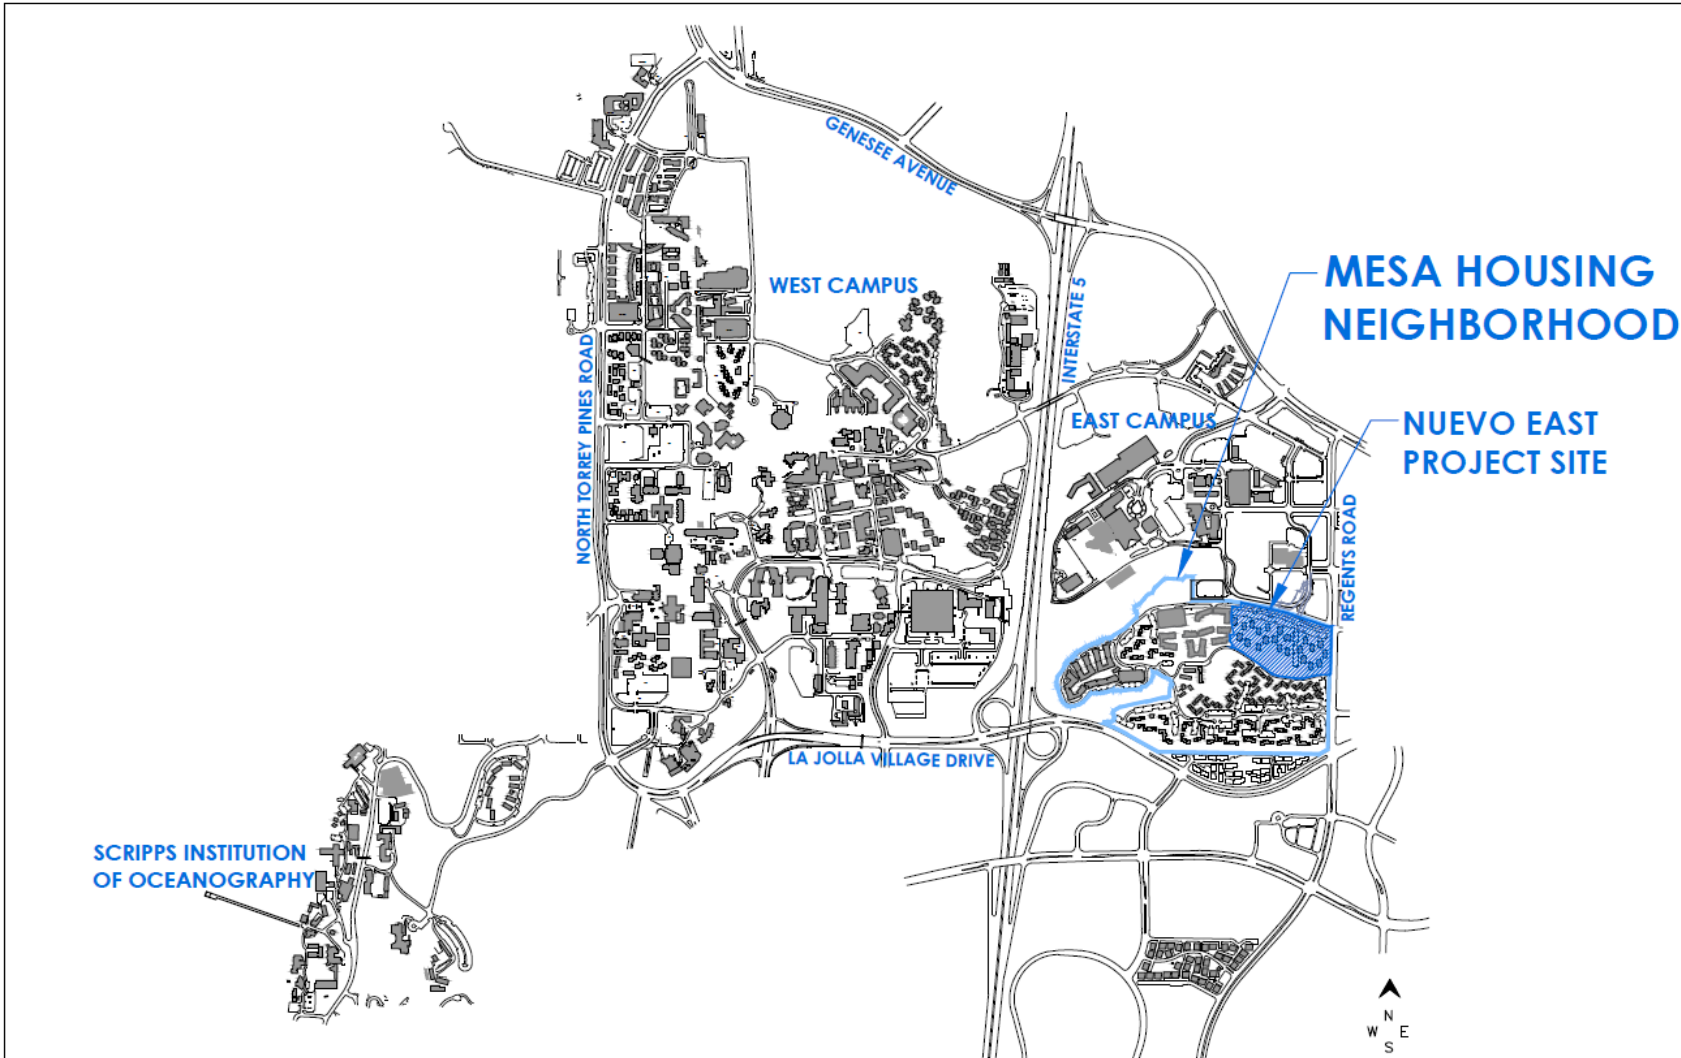 GENESEE AVENUE
MESA HOUSING
NEIGHBORHOOD
WEST CAMPUS
INTERSTATE 5
NORTH TORREY PINES ROAD
EAST CAMPUS
NUEVO EAST
PROJECT SITE
REGENTS ROAD
LA JOLLA VILLAGE DRIVE
SCRIPPS INSTITUTION
OF OCEANOGRAPHY
N
W E
S